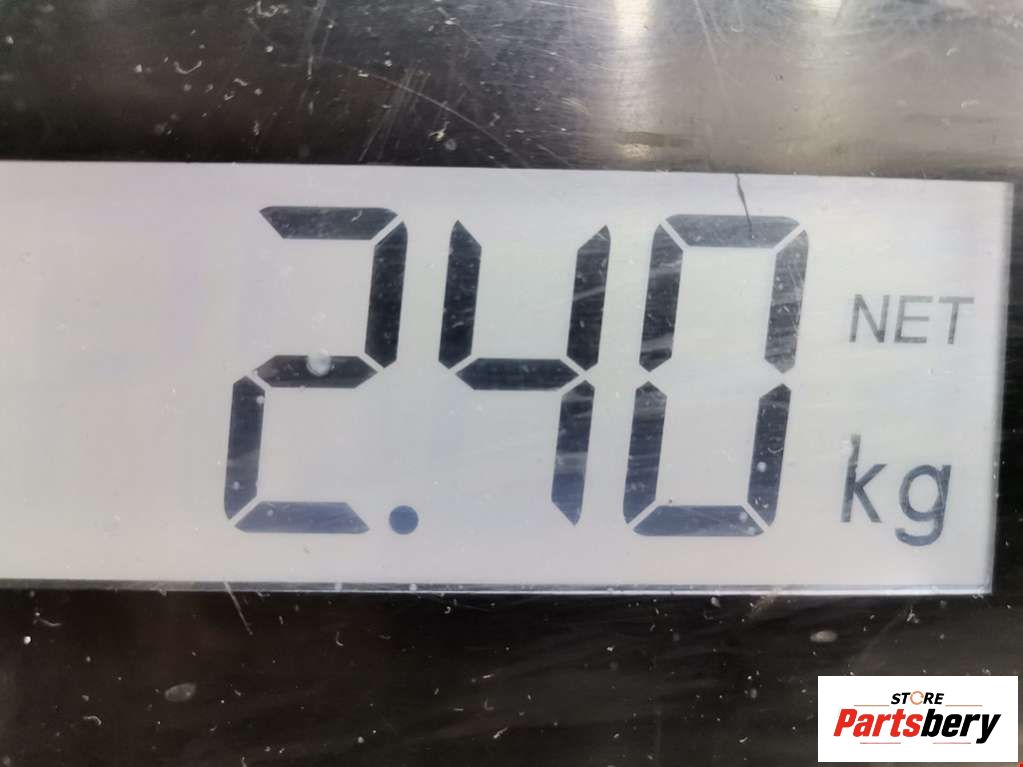 2.40 NET
kg
STORE
Partsbery